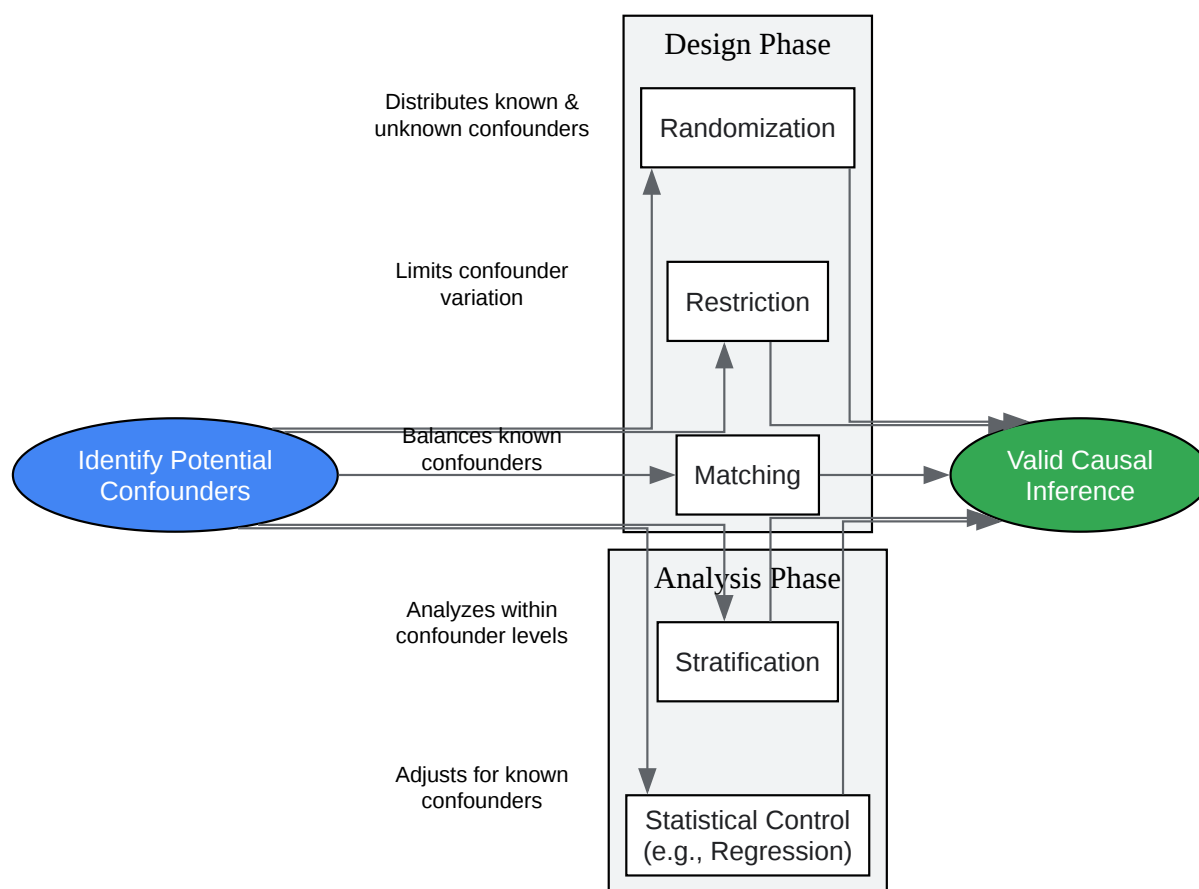 Design Phase
Distributes known &
unknown confounders
Randomization
Limits confounder
variation
Restriction
Identify Potential
Confounders
Balances known
confounders
Matching
Valid Causal
Inference
Analysis Phase
Analyzes within
confounder levels
Stratification
Adjusts for known
confounders
Statistical Control
(e.g., Regression)